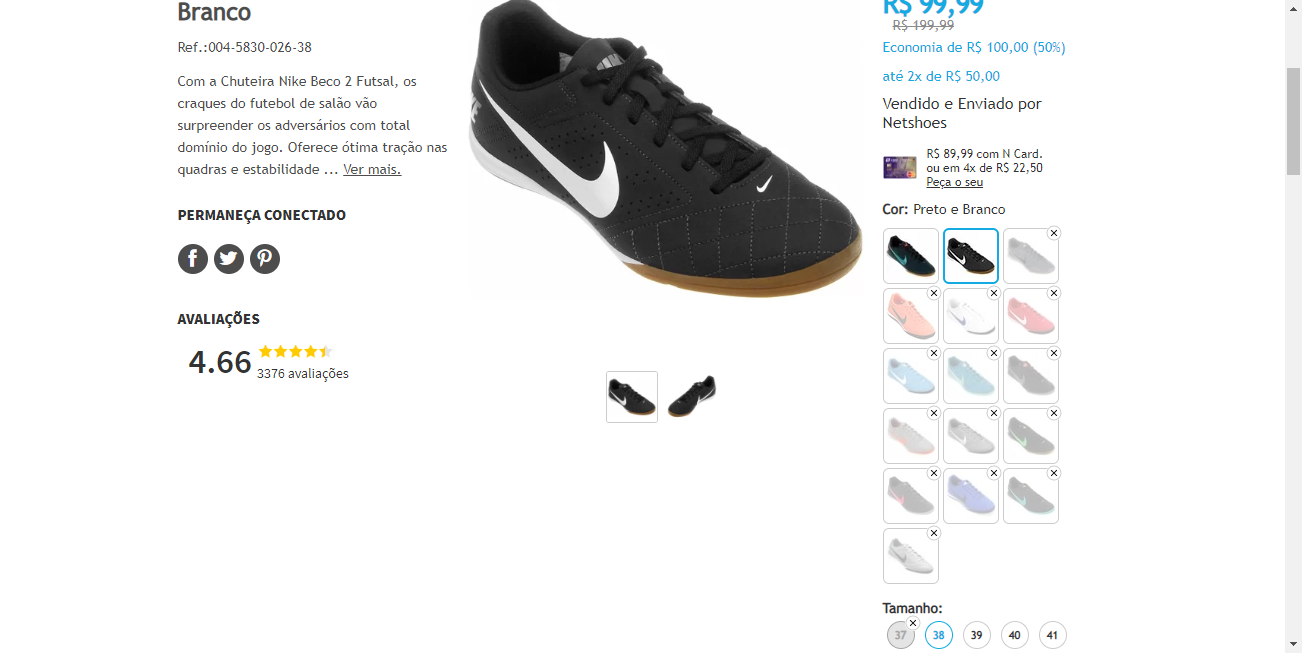 Branco
Ref.:004-5830-026-38
Com a Chuteira Nike Beco 2 Futsal, os
craques do futebol de salão vão
surpreender os adversários com total
domínio do jogo. Oferece ótima tração nas
quadras e estabilidade ... Ver mais.
PERMANEÇA CONECTADO
AVALIAÇÕES
4.66
3376 avaliações
R$ 99,99
R$ 199,99
Economia de R$ 100,00 (50%)
até 2x de R$ 50,00
Vendido e Enviado por
Netshoes
R$ 89,99 com N Card.
ou em 4x de R$ 22,50
Peça o seu
Cor: Preto e Branco
Tamanho:
37 38 39 40 41